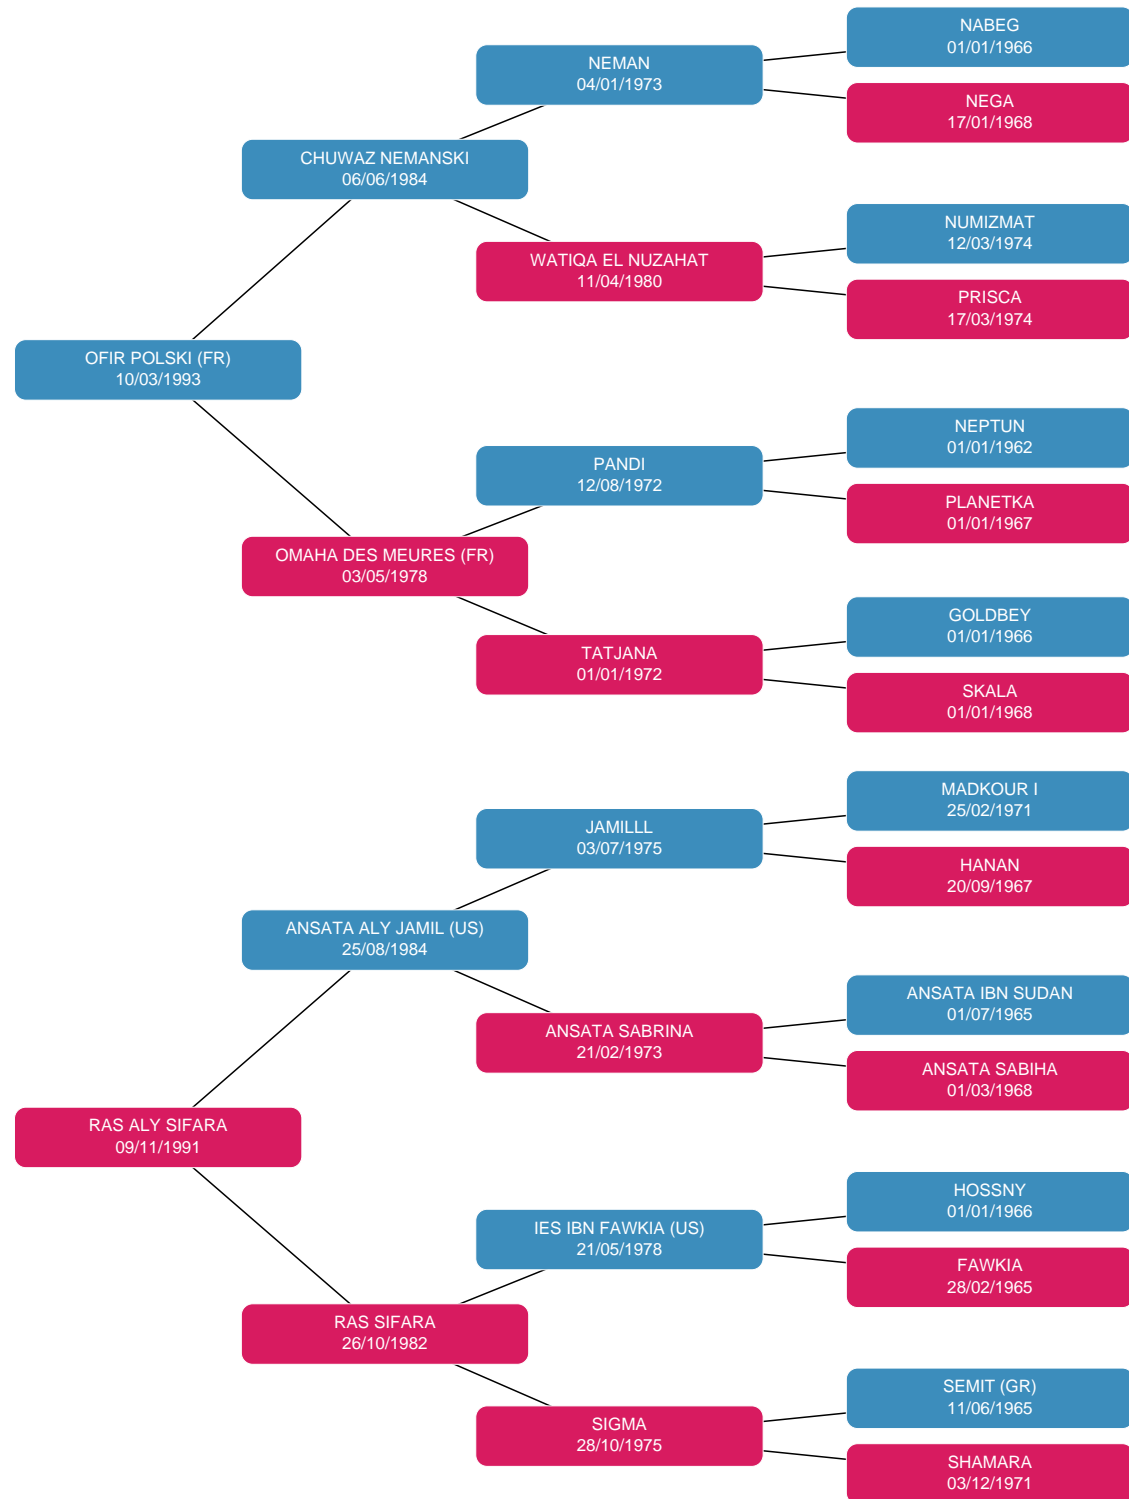 NABEG
01/01/1966
NEMAN
04/01/1973
NEGA
17/01/1968
CHUWAZ NEMANSKI
06/06/1984
NUMIZMAT
12/03/1974
WATIQA EL NUZAHAT
11/04/1980
PRISCA
17/03/1974
OFIR POLSKI (FR)
10/03/1993
NEPTUN
01/01/1962
PANDI
12/08/1972
PLANETKA
01/01/1967
OMAHA DES MEURES (FR)
03/05/1978
GOLDBEY
01/01/1966
TATJANA
01/01/1972
SKALA
01/01/1968
MADKOUR I
25/02/1971
JAMILLL
03/07/1975
HANAN
20/09/1967
ANSATA ALY JAMIL (US)
25/08/1984
ANSATA IBN SUDAN
01/07/1965
ANSATA SABRINA
21/02/1973
ANSATA SABIHA
01/03/1968
RAS ALY SIFARA
09/11/1991
HOSSNY
01/01/1966
IES IBN FAWKIA (US)
21/05/1978
FAWKIA
28/02/1965
RAS SIFARA
26/10/1982
SEMIT (GR)
11/06/1965
SIGMA
28/10/1975
SHAMARA
03/12/1971